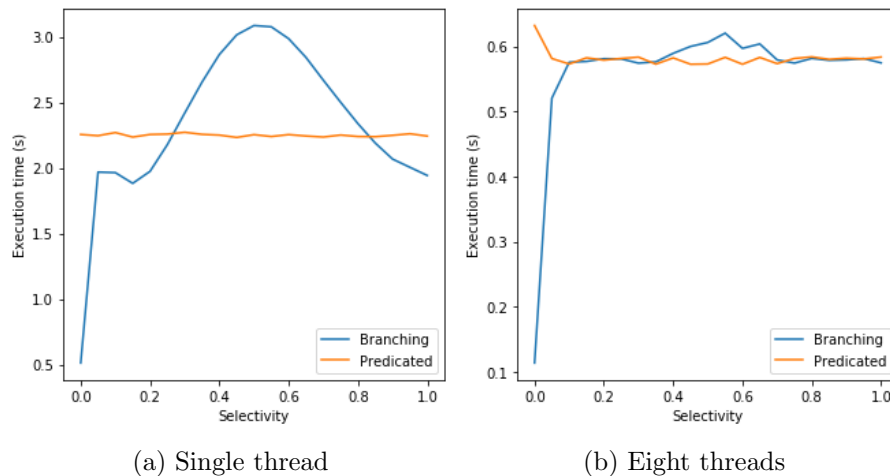 3.0
2.5
2.0
1.5
1.0
0.5
Execution time (s)
0.0 0.2 0.4 0.6 0.8 1.0
Selectivity
Branching
Predicated
(a) Single thread
0.6
0.5
0.4
0.3
0.2
0.1
Execution time (s)
0.0 0.2 0.4 0.6 0.8 1.0
Selectivity
Branching
Predicated
(b) Eight threads